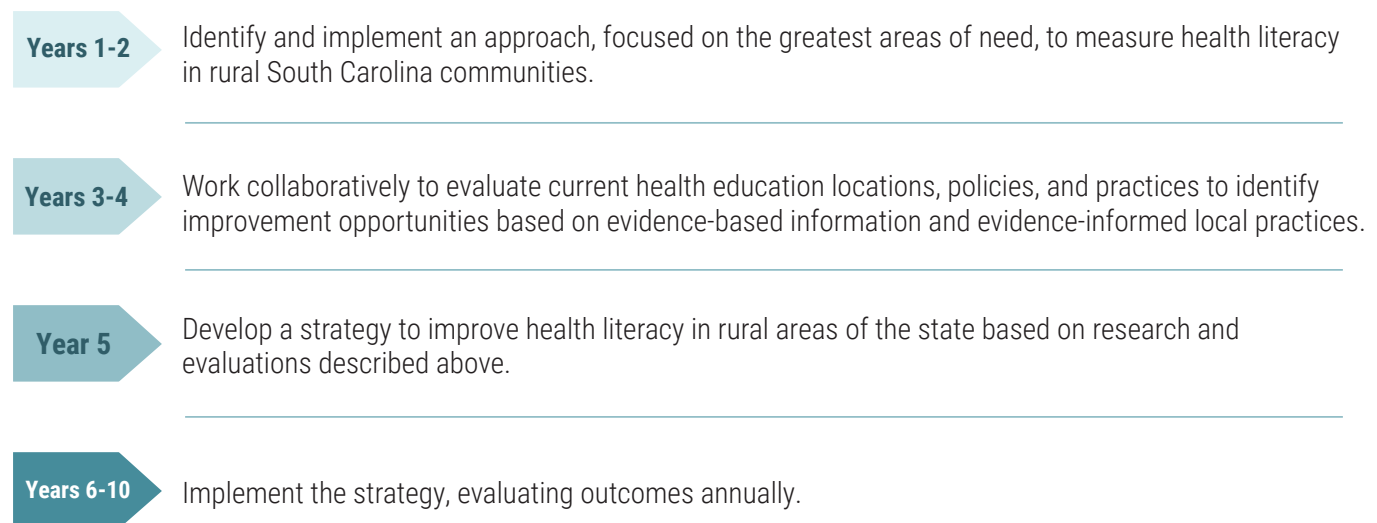 Years 1-2
Identify and implement an approach, focused on the greatest areas of need, to measure health literacy
in rural South Carolina communities.
Years 3-4
Work collaboratively to evaluate current health education locations, policies, and practices to identify
improvement opportunities based on evidence-based information and evidence-informed local practices.
Year 5
Develop a strategy to improve health literacy in rural areas of the state based on research and
evaluations described above.
Years 6-10
Implement the strategy, evaluating outcomes annually.